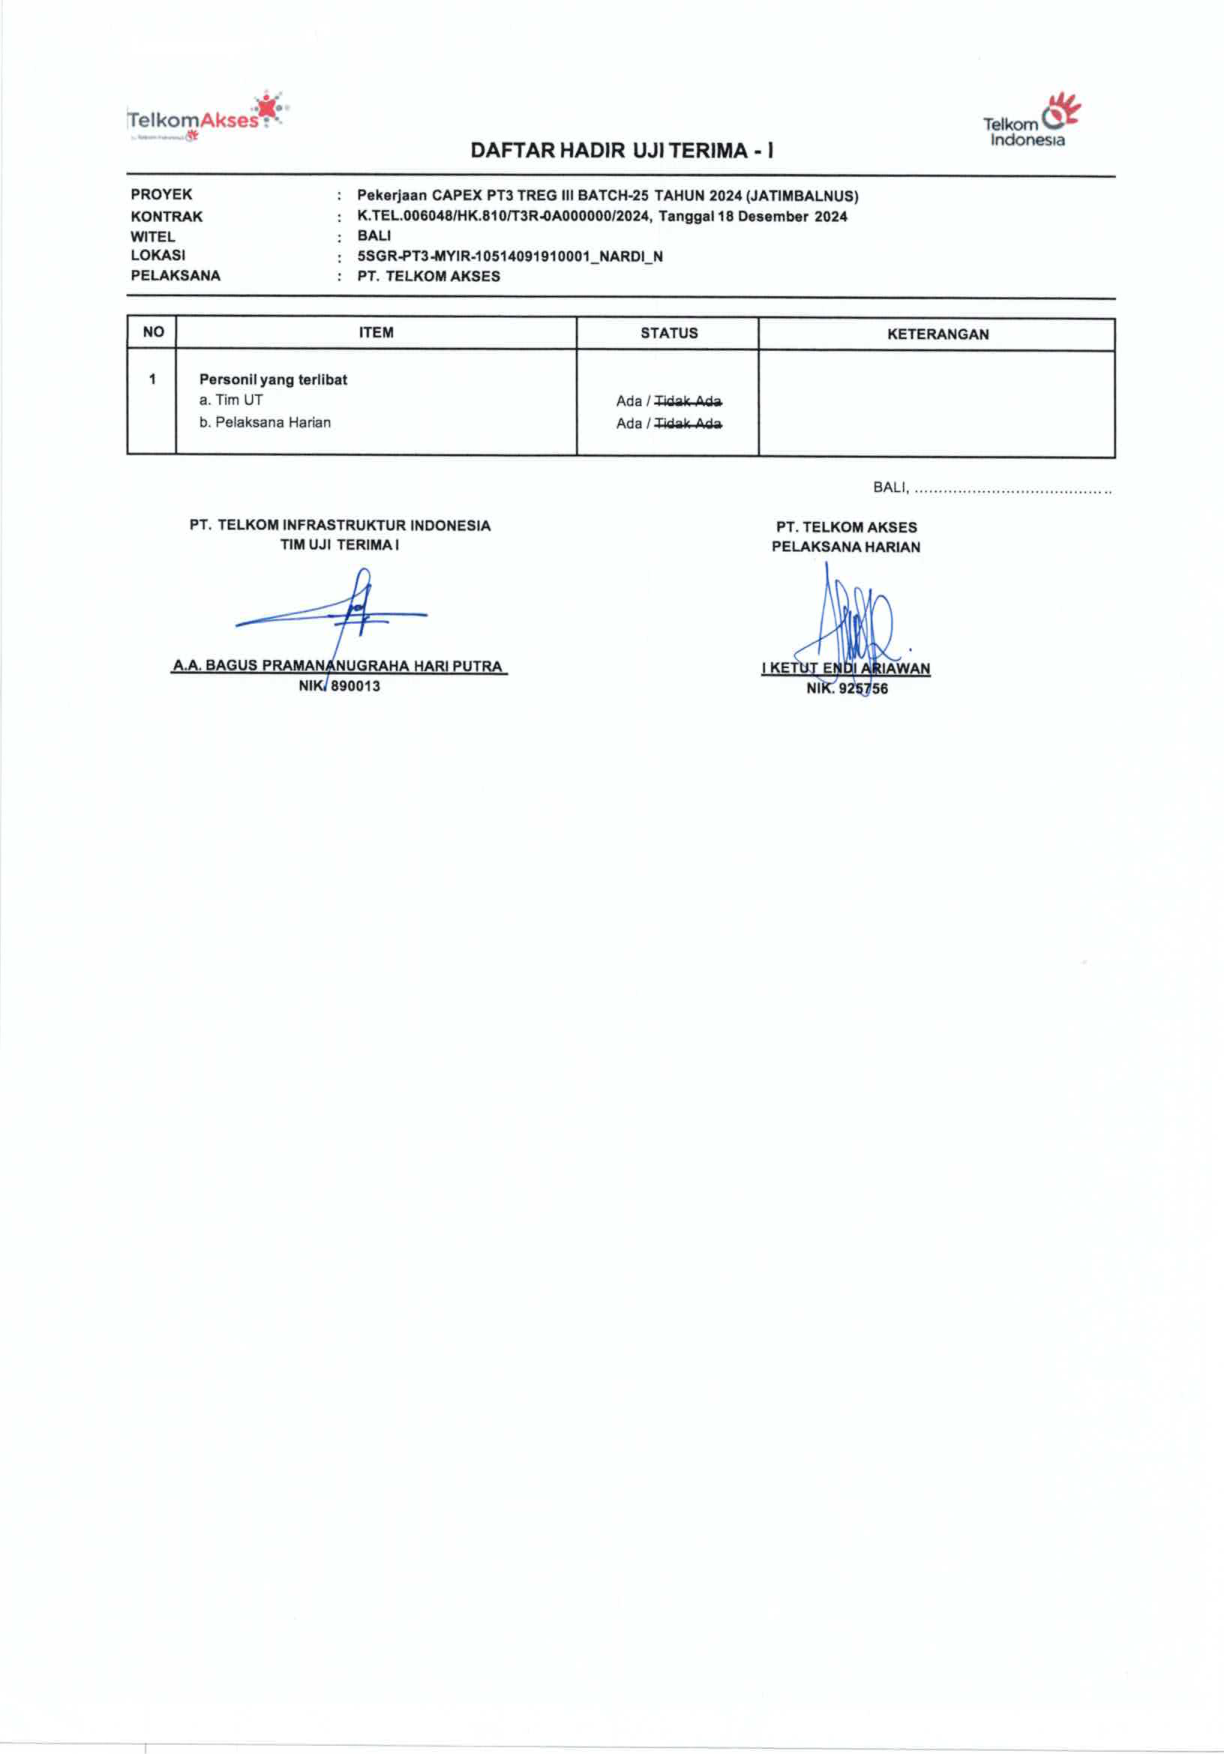 TelkomAkses
Telkom
Indonesia
DAFTAR HADIR UJI TERIMA - I
PROYEK : Pekerjaan CAPEX PT3 TREG III BATCH-25 TAHUN 2024 (JATIMBALNUS)
KONTRAK : K.TEL.006048/HK.810/T3R-0A000000/2024, Tanggal 18 Desember 2024
WITEL : BALI
LOKASI : 5SGR-PT3-MYIR-10514091910001_NARDI_N
PELAKSANA : PT. TELKOM AKSES
NO ITEM STATUS KETERANGAN
1 Personil yang terlibat
a. Tim UT Ada / Tidak Ada
b. Pelaksana Harian Ada / Tidak Ada
BALI, ..........................................
PT. TELKOM INFRASTRUKTUR INDONESIA PT. TELKOM AKSES
TIM UJI TERIMA I PELAKSANA HARIAN
A.A. BAGUS PRAMANANUGRAHA HARI PUTRA I KETUT ENDI ARIAWAN
NIK. 890013 NIK. 925756